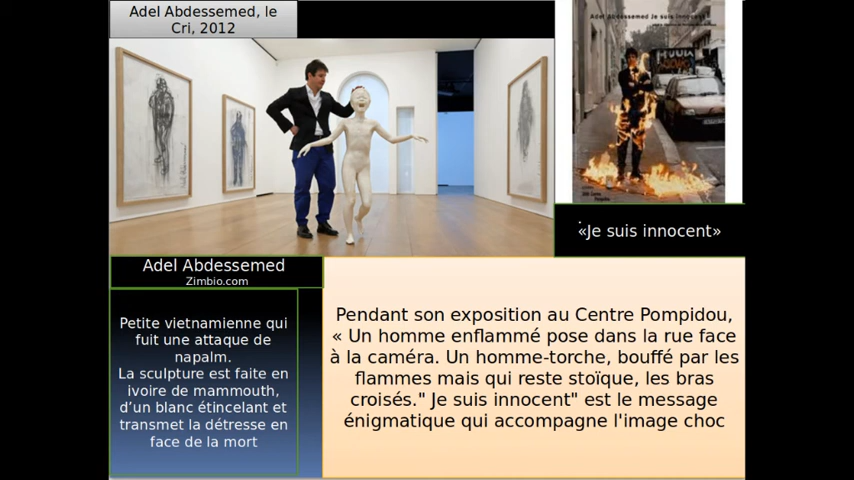 Adel Abdessemed, le
Cri, 2012
Adel Abdessemed Je suis innocent
«Je suis innocent»
Adel Abdessemed
Zimbio.com
Petite vietnamienne qui
fuit une attaque de
napalm.
La sculpture est faite en
ivoire de mammouth,
d’un blanc étincelant et
transmet la détresse en
face de la mort
Pendant son exposition au Centre Pompidou,
« Un homme enflammé pose dans la rue face
à la caméra. Un homme-torche, bouffé par les
flammes mais qui reste stoïque, les bras
croisés." Je suis innocent" est le message
énigmatique qui accompagne l'image choc